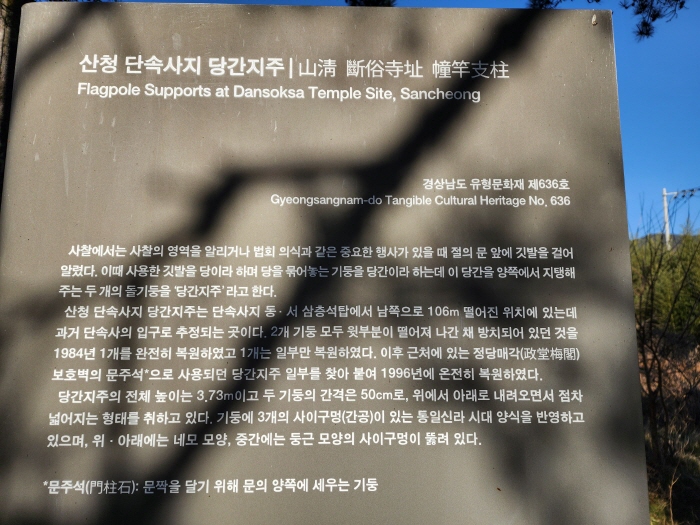 산청 단속사지 당간지주 | 山淸 斷俗寺址 幢竿支柱
Flagpole Supports at Dansoksa Temple Site, Sancheong
경상남도 유형문화재 제636호
Gyeongsangnam-do Tangible Cultural Heritage No. 636
사찰에서는 사찰의 영역을 알리거나 법회 의식과 같은 중요한 행사가 있을 때 절의 문 앞에 깃발을 걸어
알렸다. 이때 사용한 깃발을 당이라 하며 당을 묶어놓는 기둥을 당간이라 하는데 이 당간을 양쪽에서 지탱해
주는 두 개의 돌기둥을 '당간지주' 라고 한다.
산청 단속사지 당간지주는 단속사지 동·서 삼층석탑에서 남쪽으로 106m 떨어진 위치에 있는데
과거 단속사의 입구로 추정되는 곳이다. 2개 기둥 모두 윗부분이 떨어져 나간 채 방치되어 있던 것을
1984년 1개를 완전히 복원하였고 1개는 일부만 복원하였다. 이후 근처에 있는 정당매각(政堂梅閣)
보호벽의 문주석*으로 사용되던 당간지주 일부를 찾아 붙여 1996년에 온전히 복원하였다.
당간지주의 전체 높이는 3.73m이고 두 기둥의 간격은 50cm로, 위에서 아래로 내려오면서 점차
넓어지는 형태를 취하고 있다. 기둥에 3개의 사이구멍(간공)이 있는 통일신라 시대 양식을 반영하고
있으며, 위·아래에는 네모 모양, 중간에는 둥근 모양의 사이구멍이 뚫려 있다.
*문주석(門柱石): 문짝을 달기 위해 문의 양쪽에 세우는 기둥